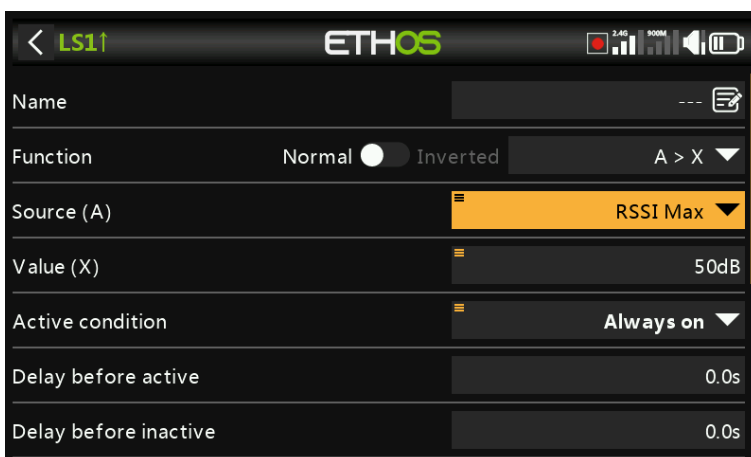 LS1↑ ETHOS 2.4G 900M
Name ---
Function Normal Inverted A > X
Source (A) RSSI Max
Value (X) 50dB
Active condition Always on
Delay before active 0.0s
Delay before inactive 0.0s